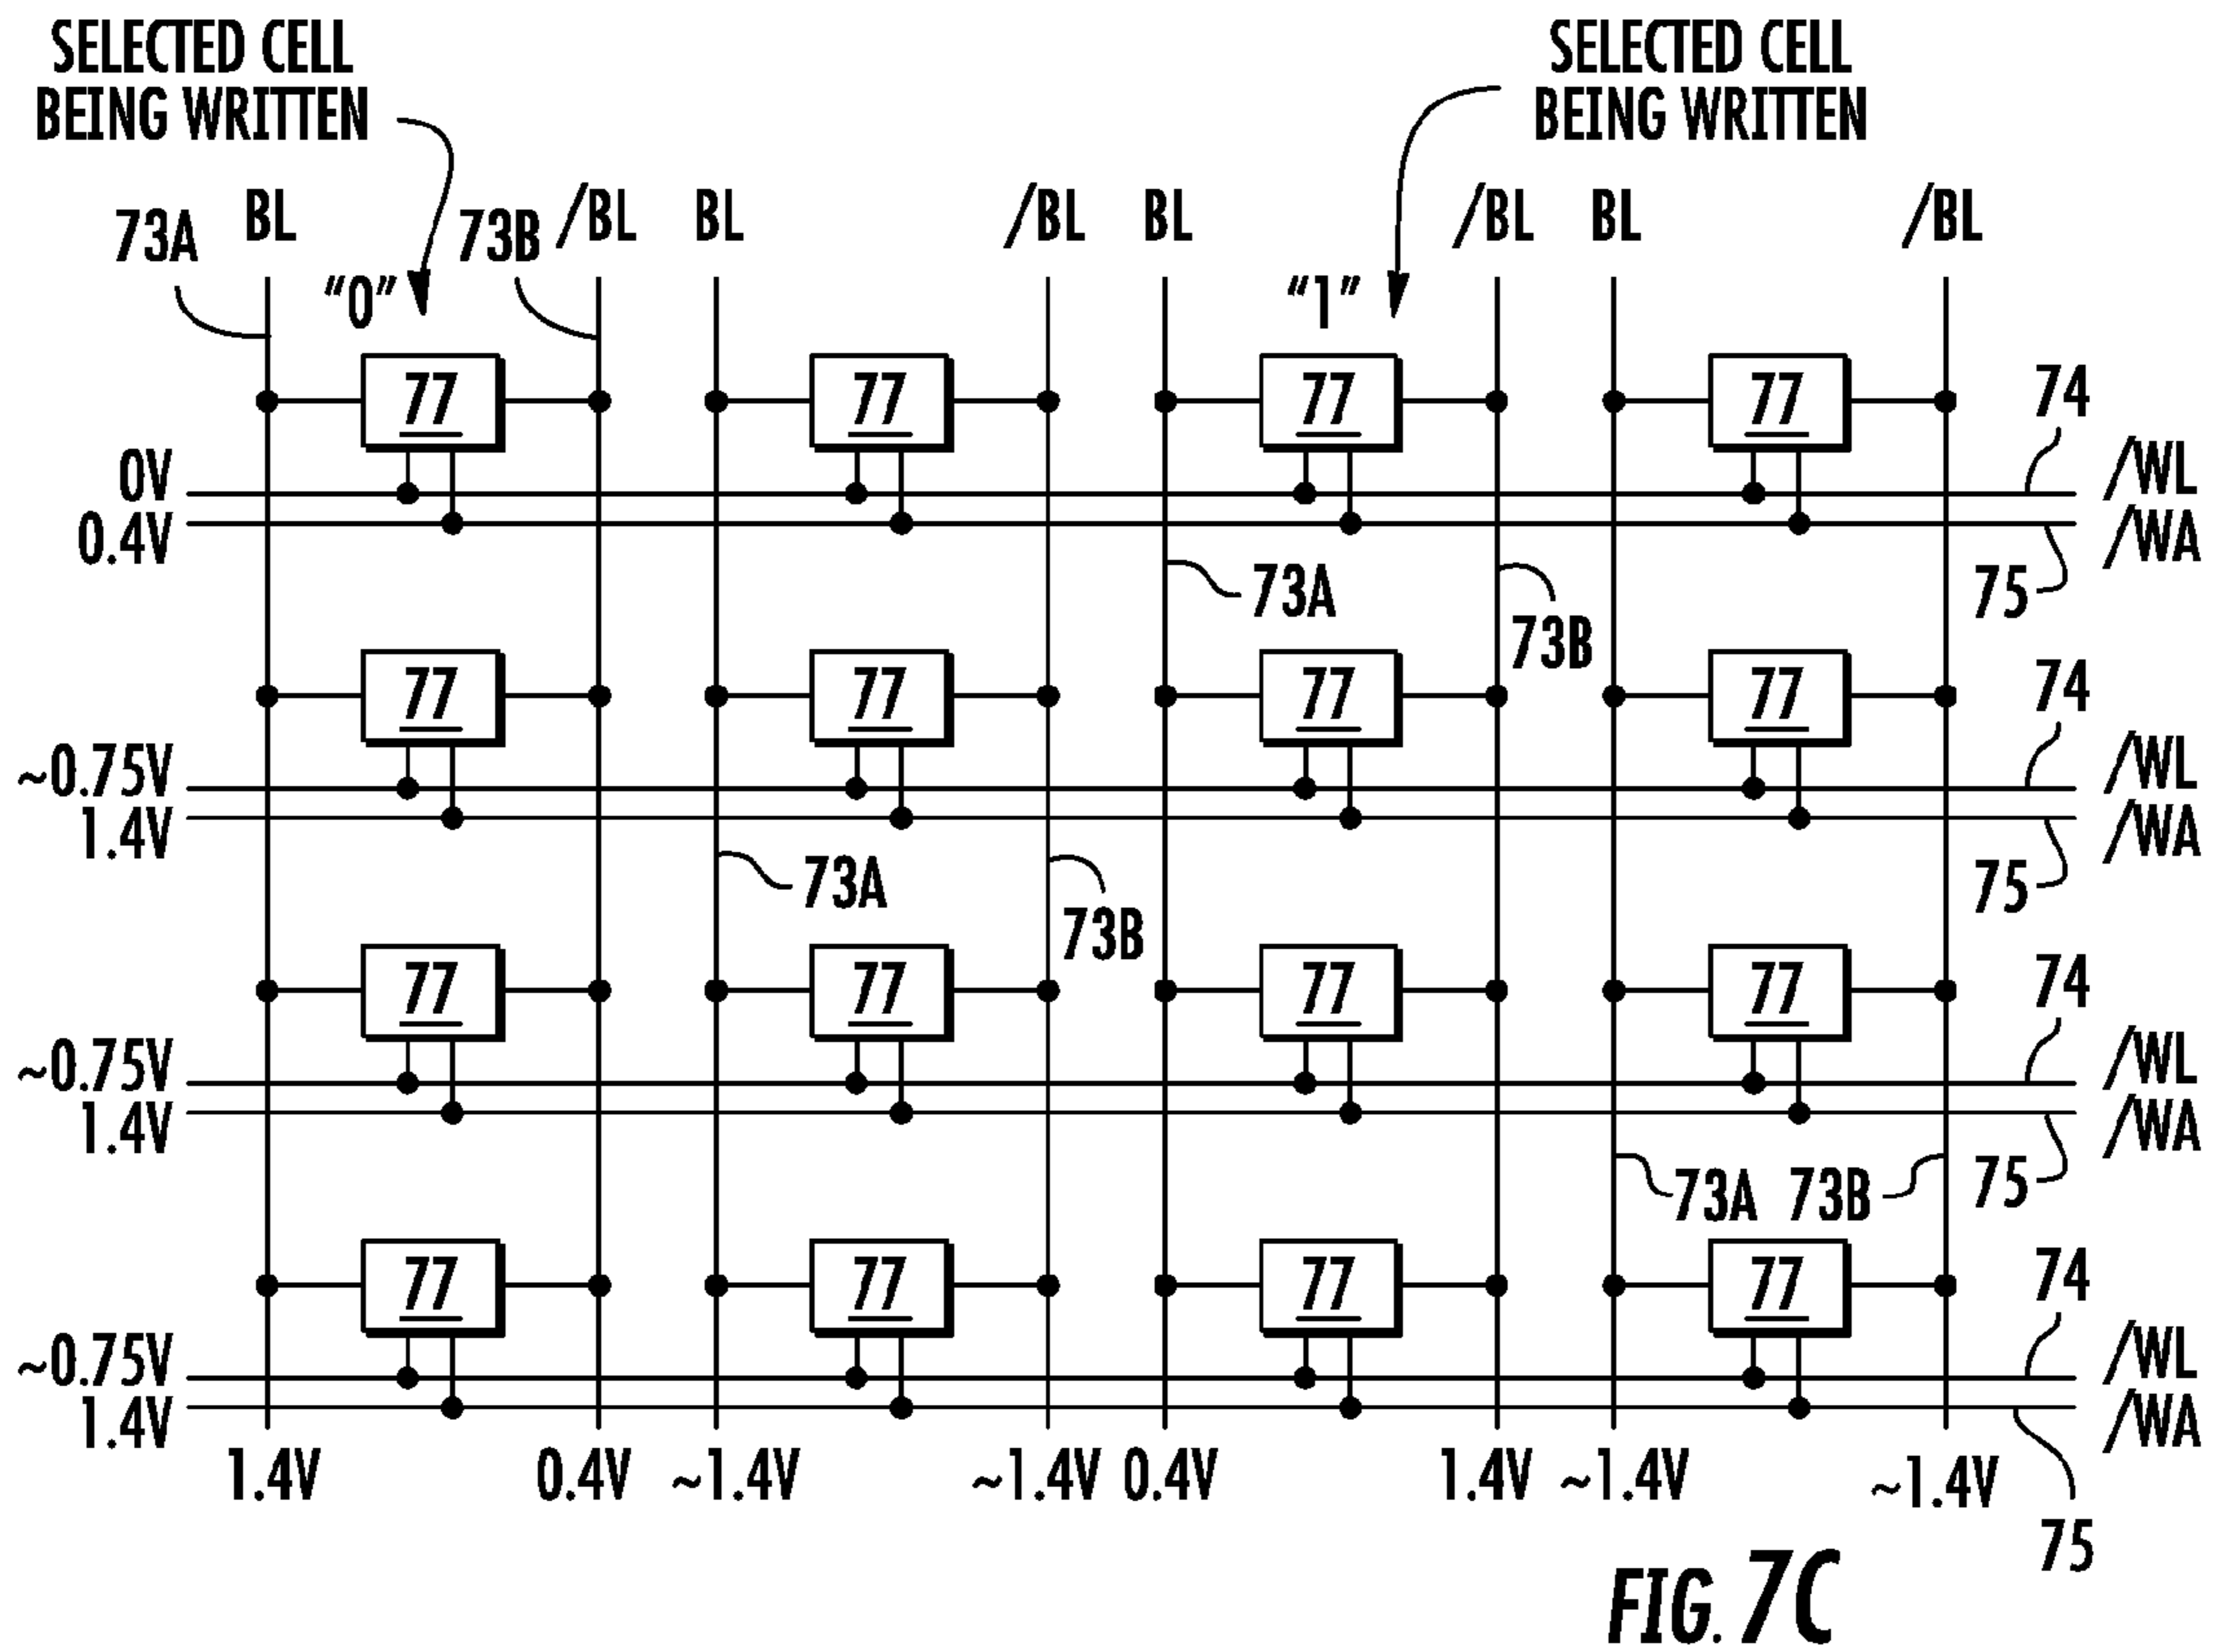 SELECTED CELL
BEING WRITTEN
SELECTED CELL
BEING WRITTEN
73A BL 73B /BL BL /BL BL /BL BL /BL
"0" "1"
77 77 77 77 74
0V /WL
0.4V /WA
73A 73B 75
77 77 77 77 74
~0.75V /WL
1.4V /WA
73A 73B 75
77 77 77 77 74
~0.75V /WL
1.4V /WA
73A 73B 75
77 77 77 77 74
~0.75V /WL
1.4V /WA
1.4V 0.4V ~1.4V ~1.4V 0.4V 1.4V ~1.4V ~1.4V
75
FIG. 7C